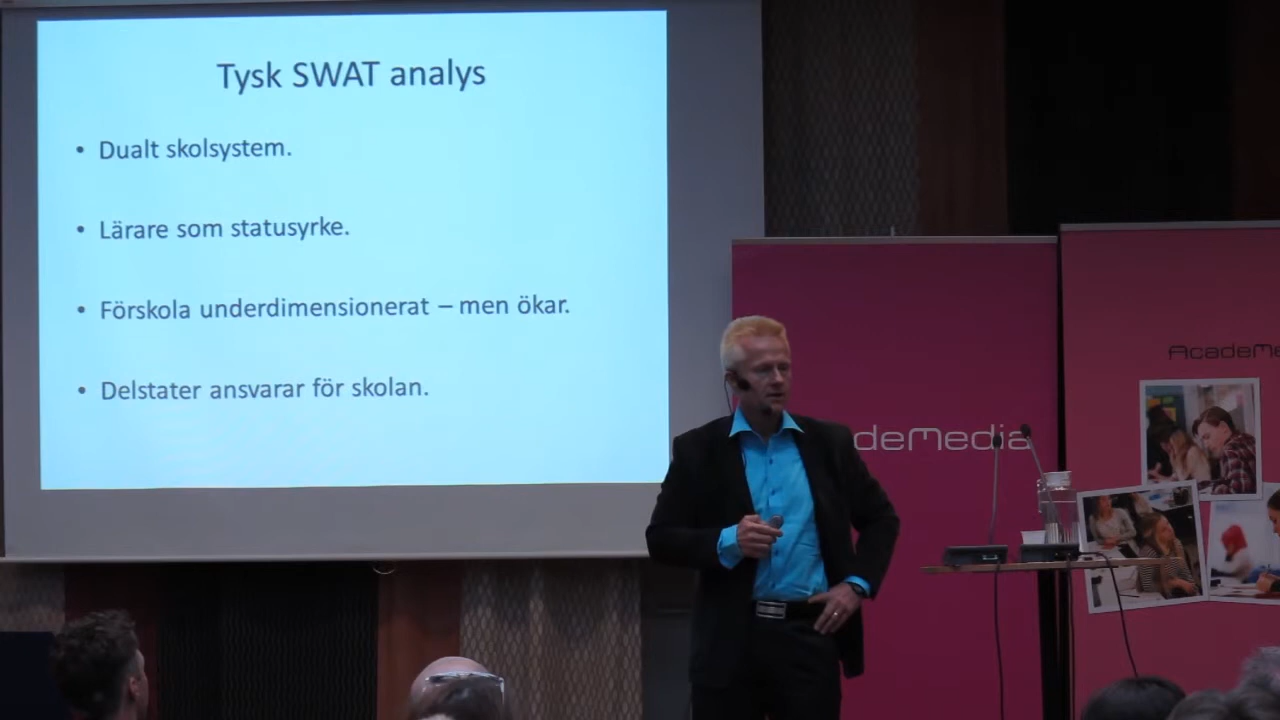 Tysk SWAT analys
• Dualt skolsystem.
• Lärare som statusyrke.
• Förskola underdimensionerat – men ökar.
• Delstater ansvarar för skolan.
demedia
AcadeMe